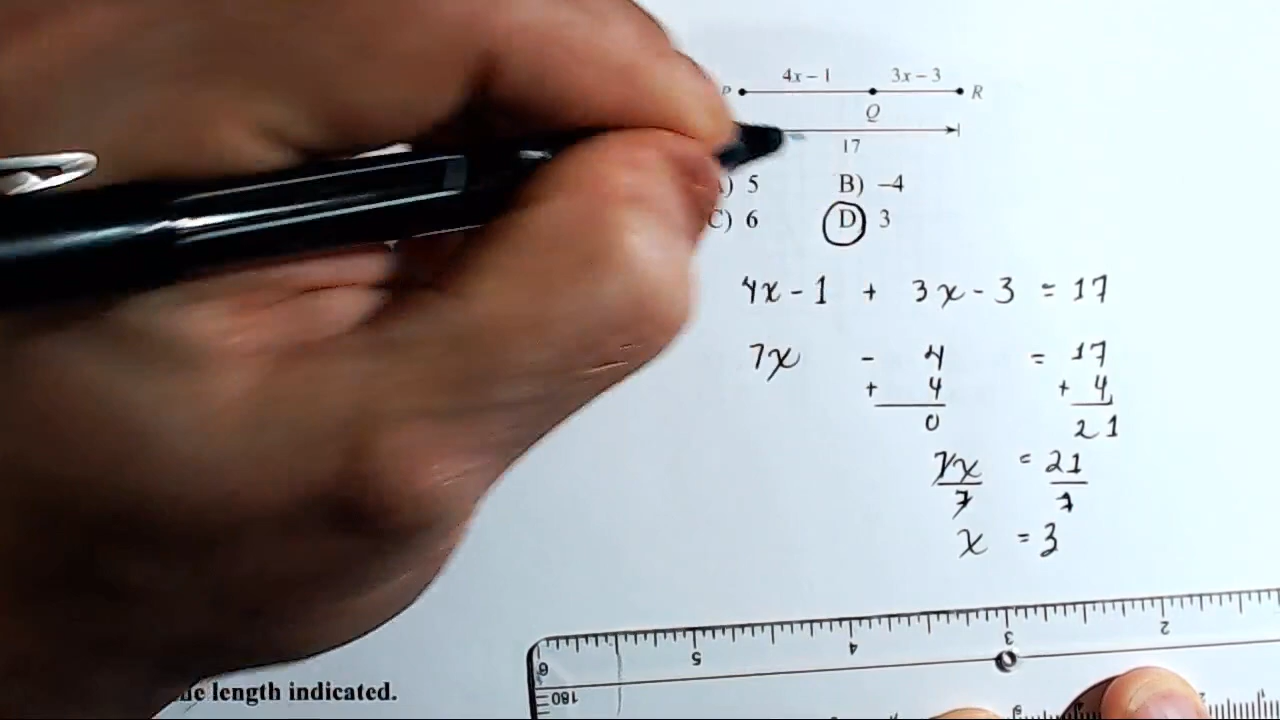 4x – 1 3x – 3
P Q R
17
A) 5 B) –4
C) 6 D) 3
4x - 1 + 3x - 3 = 17
7x - 4 = 17
+ 4 + 4
0 21
7x = 21
7 7
x = 3
6 5 4 3 2
180
length indicated.